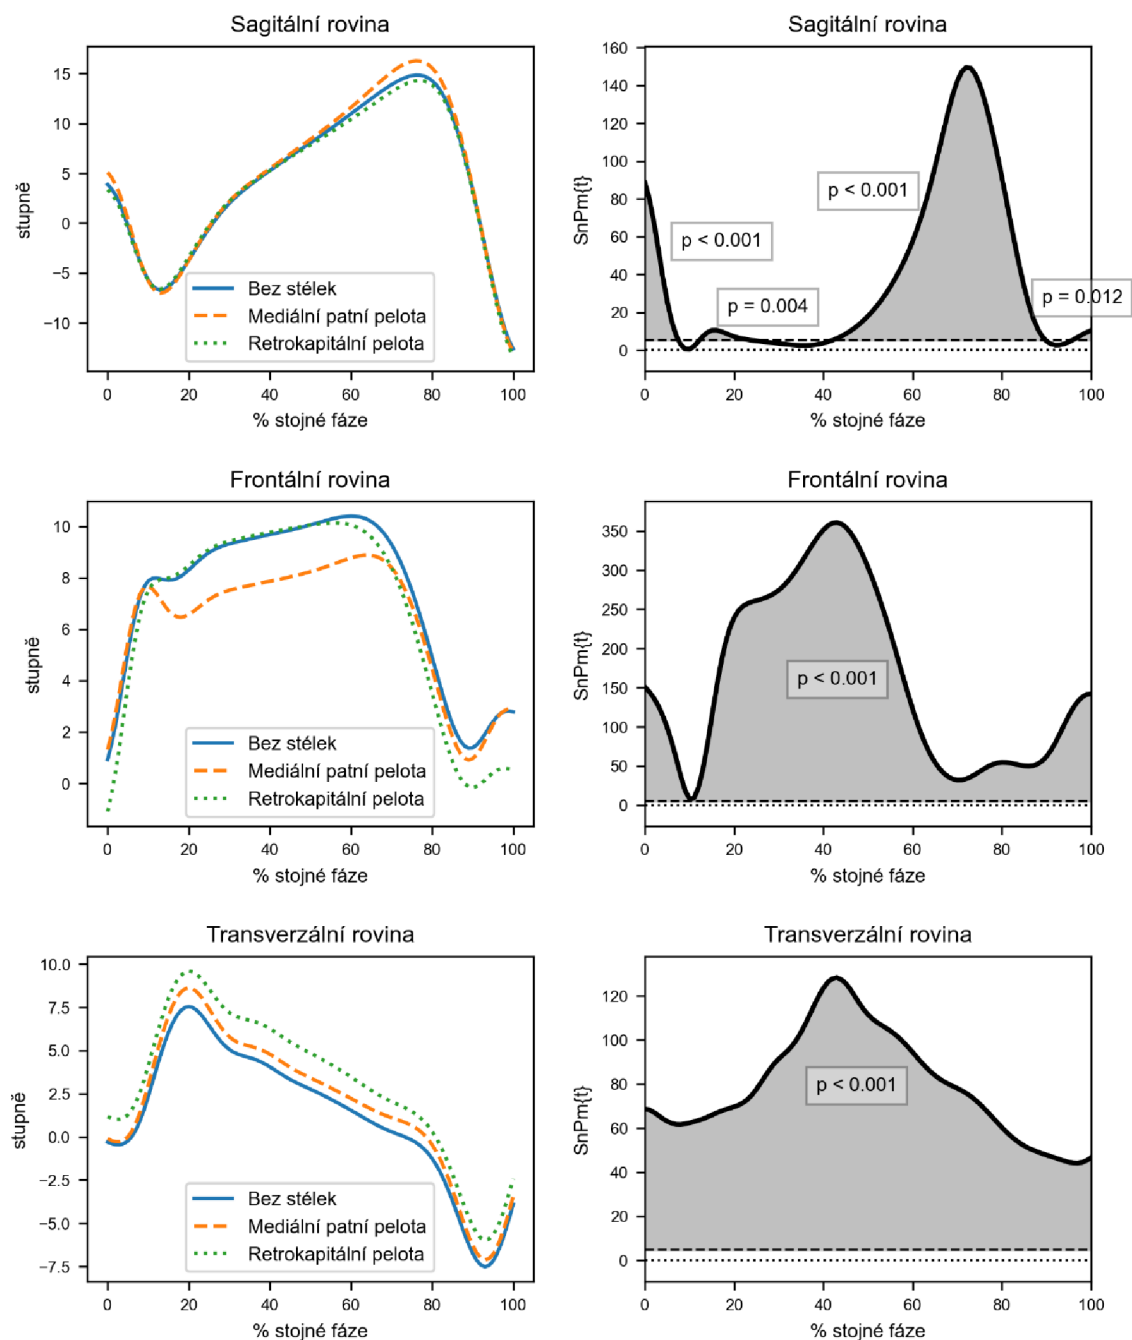 Sagitální rovina
stupně
15
10
5
0
−5
−10
Bez stélek
Mediální patní pelota
Retrokapitální pelota
0 20 40 60 80 100
% stojné fáze
Sagitální rovina
SnPm{t}
160
140
120
100
80
60
40
20
0
p < 0.001
p < 0.001
p = 0.004
p = 0.012
0 20 40 60 80 100
% stojné fáze
Frontální rovina
stupně
10
8
6
4
2
0
Bez stélek
Mediální patní pelota
Retrokapitální pelota
0 20 40 60 80 100
% stojné fáze
Frontální rovina
SnPm{t}
350
300
250
200
150
100
50
0
p < 0.001
0 20 40 60 80 100
% stojné fáze
Transverzální rovina
stupně
10.0
7.5
5.0
2.5
0.0
−2.5
−5.0
−7.5
Bez stélek
Mediální patní pelota
Retrokapitální pelota
0 20 40 60 80 100
% stojné fáze
Transverzální rovina
SnPm{t}
120
100
80
60
40
20
0
p < 0.001
0 20 40 60 80 100
% stojné fáze